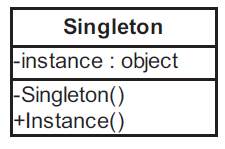 Singleton
-instance : object
-Singleton()
+Instance()